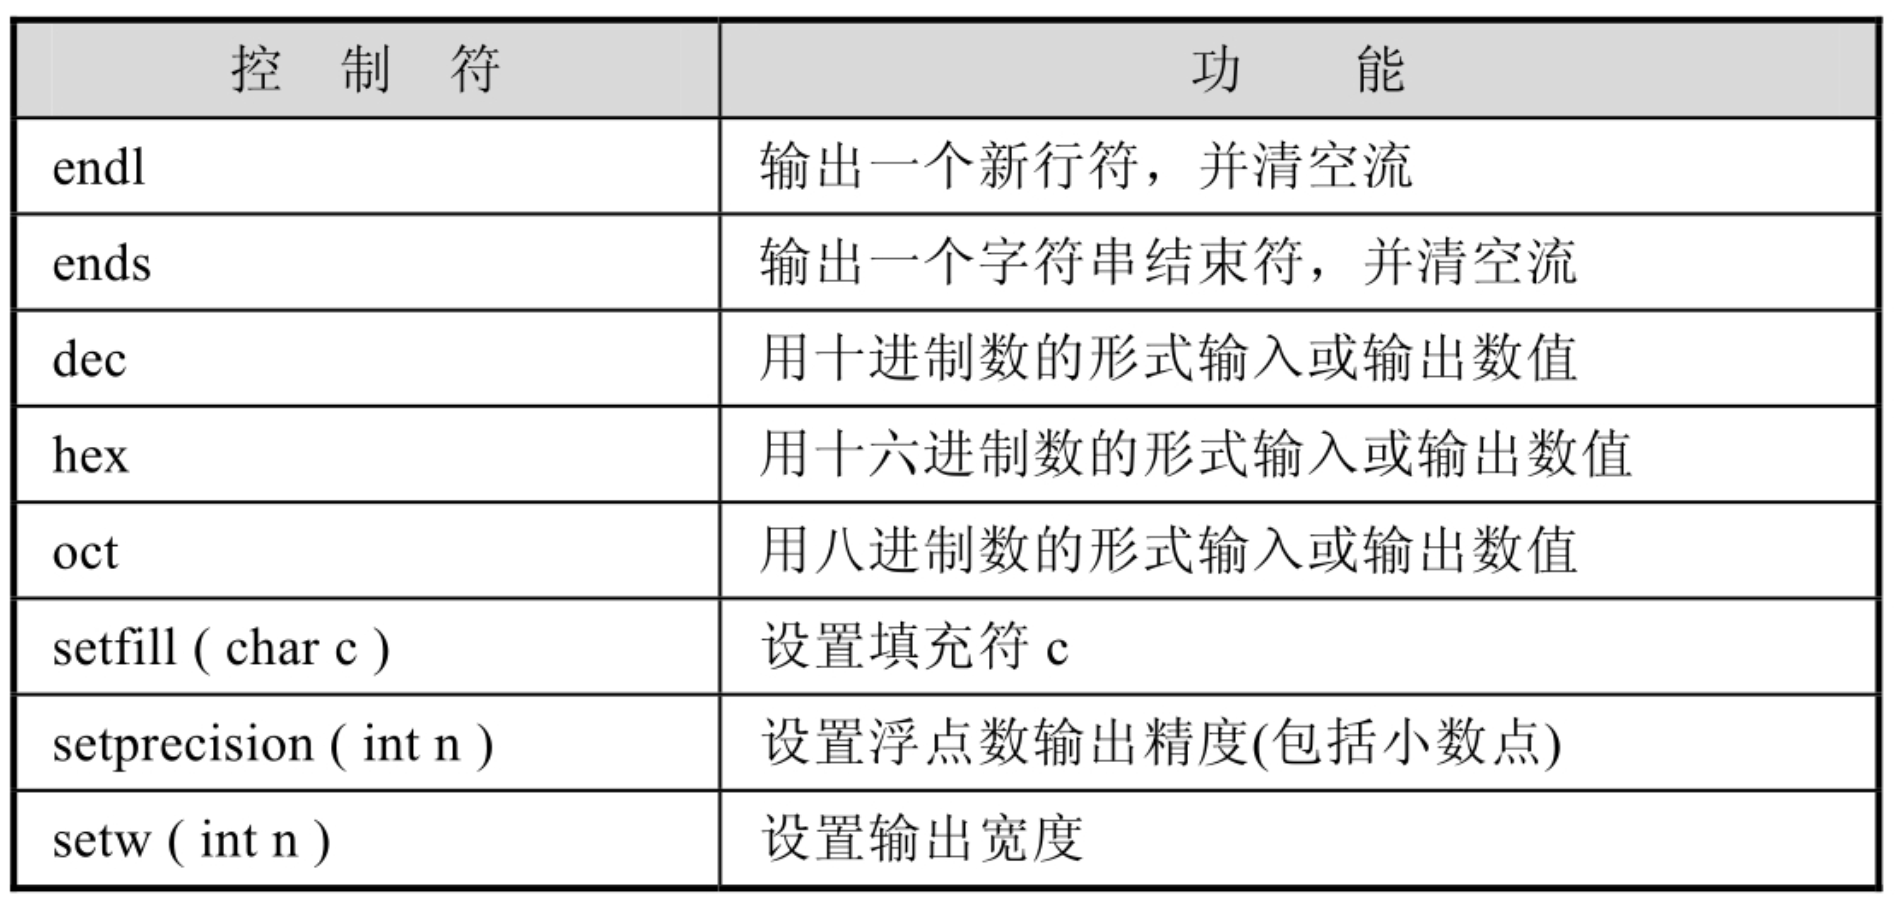 控 制 符 功 能
endl 输出一个新行符，并清空流
ends 输出一个字符串结束符，并清空流
dec 用十进制数的形式输入或输出数值
hex 用十六进制数的形式输入或输出数值
oct 用八进制数的形式输入或输出数值
setfill ( char c ) 设置填充符 c
setprecision ( int n ) 设置浮点数输出精度(包括小数点)
setw ( int n ) 设置输出宽度